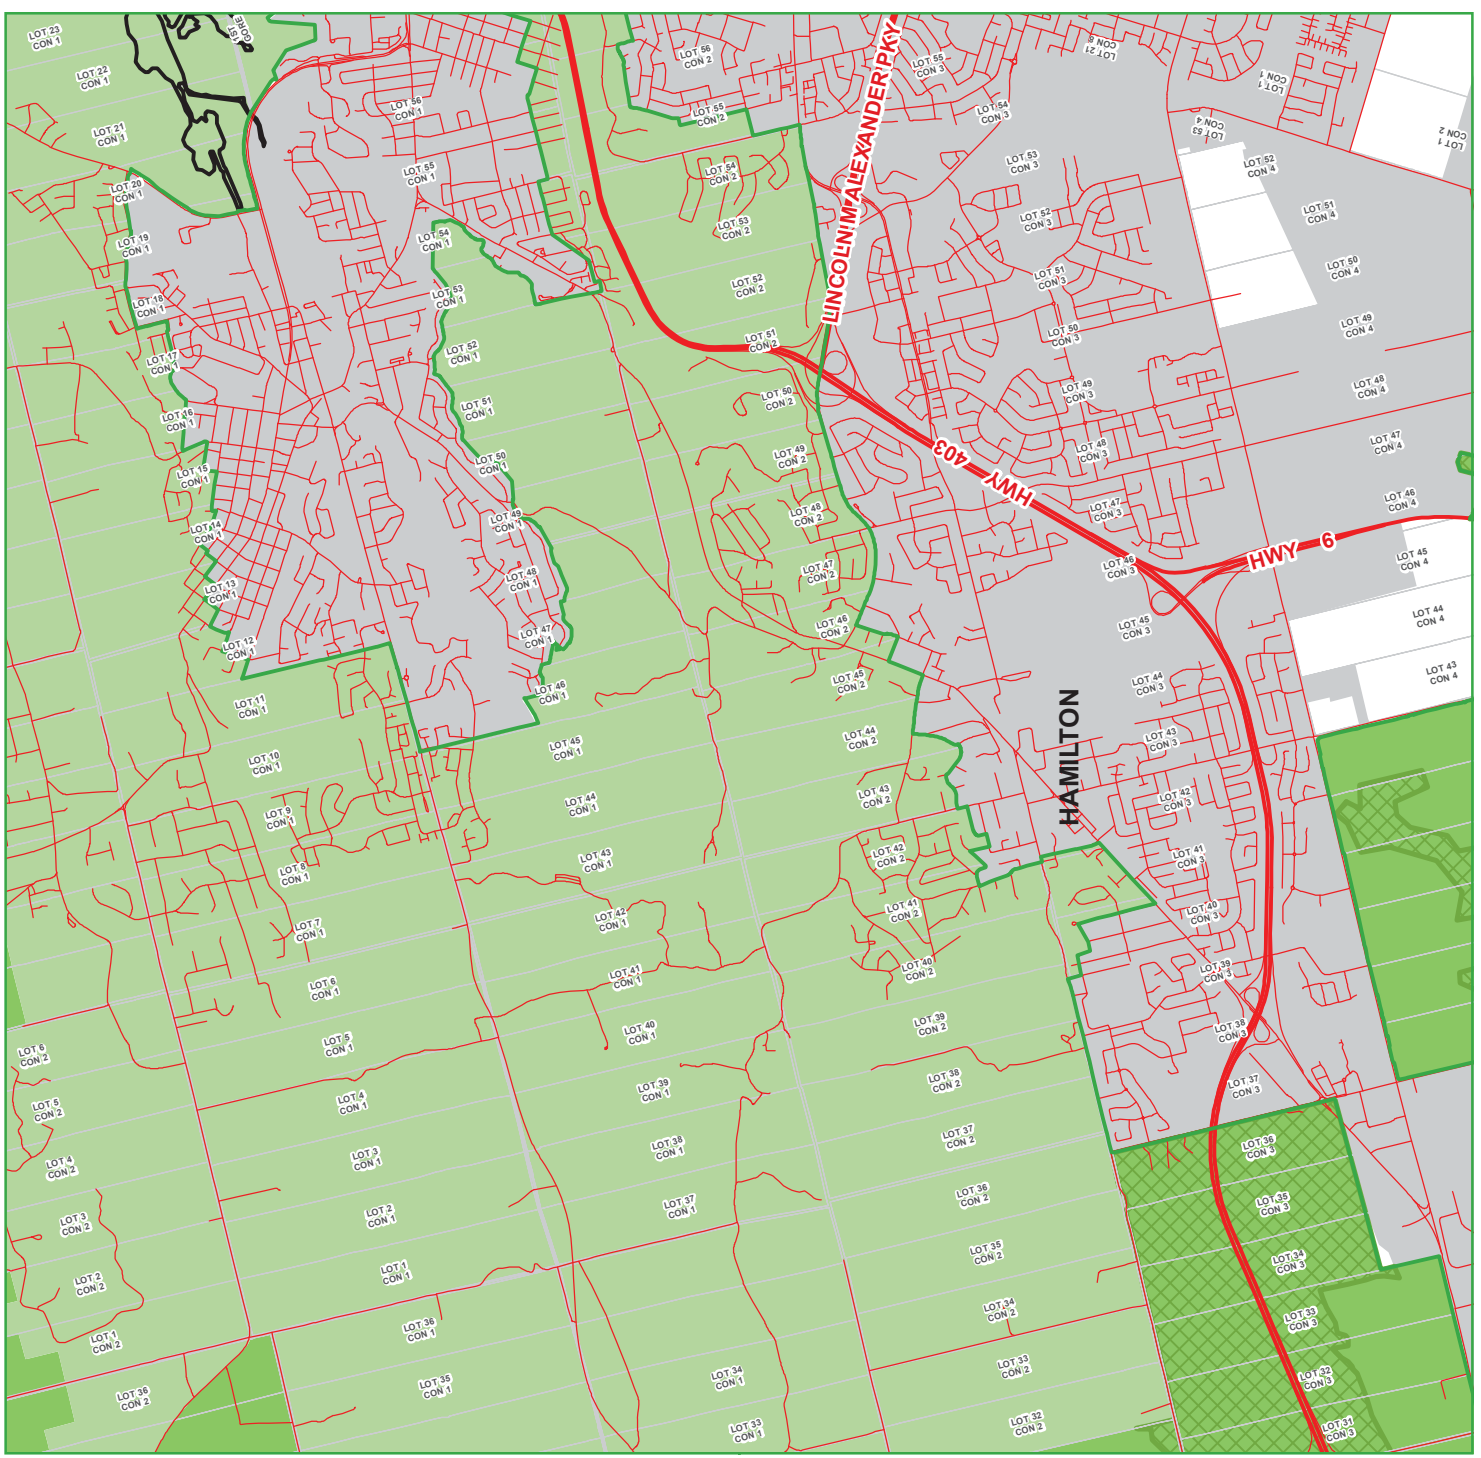 LOT 23
CON 1
GORE
LOT 22
CON 1
LOT 21
CON 1
LOT 20
CON 1
LOT 19
CON 1
LOT 18
CON 1
LOT 17
CON 1
LOT 16
CON 1
LOT 15
CON 1
LOT 14
CON 1
LOT 13
CON 1
LOT 12
CON 1
LOT 11
CON 1
LOT 10
CON 1
LOT 9
CON 1
LOT 8
CON 1
LOT 7
CON 1
LOT 6
CON 1
LOT 5
CON 1
LOT 4
CON 1
LOT 3
CON 1
LOT 2
CON 1
LOT 1
CON 1
LOT 36
CON 1
LOT 35
CON 1
LOT 6
CON 2
LOT 5
CON 2
LOT 4
CON 2
LOT 3
CON 2
LOT 2
CON 2
LOT 1
CON 2
LOT 36
CON 2
LOT 56
CON 1
LOT 55
CON 1
LOT 54
CON 1
LOT 53
CON 1
LOT 52
CON 1
LOT 51
CON 1
LOT 50
CON 1
LOT 49
CON 1
LOT 48
CON 1
LOT 47
CON 1
LOT 46
CON 1
LOT 45
CON 1
LOT 44
CON 1
LOT 43
CON 1
LOT 42
CON 1
LOT 41
CON 1
LOT 40
CON 1
LOT 39
CON 1
LOT 38
CON 1
LOT 37
CON 1
LOT 34
CON 1
LOT 33
CON 1
LOT 56
CON 2
LOT 55
CON 2
LOT 54
CON 2
LOT 53
CON 2
LOT 52
CON 2
LOT 51
CON 2
LOT 50
CON 2
LOT 49
CON 2
LOT 48
CON 2
LOT 47
CON 2
LOT 46
CON 2
LOT 45
CON 2
LOT 44
CON 2
LOT 43
CON 2
LOT 42
CON 2
LOT 41
CON 2
LOT 40
CON 2
LOT 39
CON 2
LOT 38
CON 2
LOT 37
CON 2
LOT 36
CON 2
LOT 35
CON 2
LOT 34
CON 2
LOT 33
CON 2
LOT 32
CON 2
LINCOLN M ALEXANDER PKY
LOT 55
CON 3
LOT 54
CON 3
LOT 53
CON 3
LOT 52
CON 3
LOT 51
CON 3
LOT 50
CON 3
LOT 49
CON 3
LOT 48
CON 3
LOT 47
CON 3
LOT 46
CON 3
LOT 45
CON 3
LOT 44
CON 3
LOT 43
CON 3
LOT 42
CON 3
LOT 41
CON 3
LOT 40
CON 3
LOT 39
CON 3
LOT 38
CON 3
LOT 37
CON 3
LOT 36
CON 3
LOT 35
CON 3
LOT 34
CON 3
LOT 33
CON 3
LOT 32
CON 3
LOT 31
CON 3
HWY 403
HWY 6
HAMILTON
LOT 21
CON 8
LOT 1
CON 1
LOT 1
CON 2
LOT 53
CON 4
LOT 52
CON 4
LOT 51
CON 4
LOT 50
CON 4
LOT 49
CON 4
LOT 48
CON 4
LOT 47
CON 4
LOT 46
CON 4
LOT 45
CON 4
LOT 44
CON 4
LOT 43
CON 4